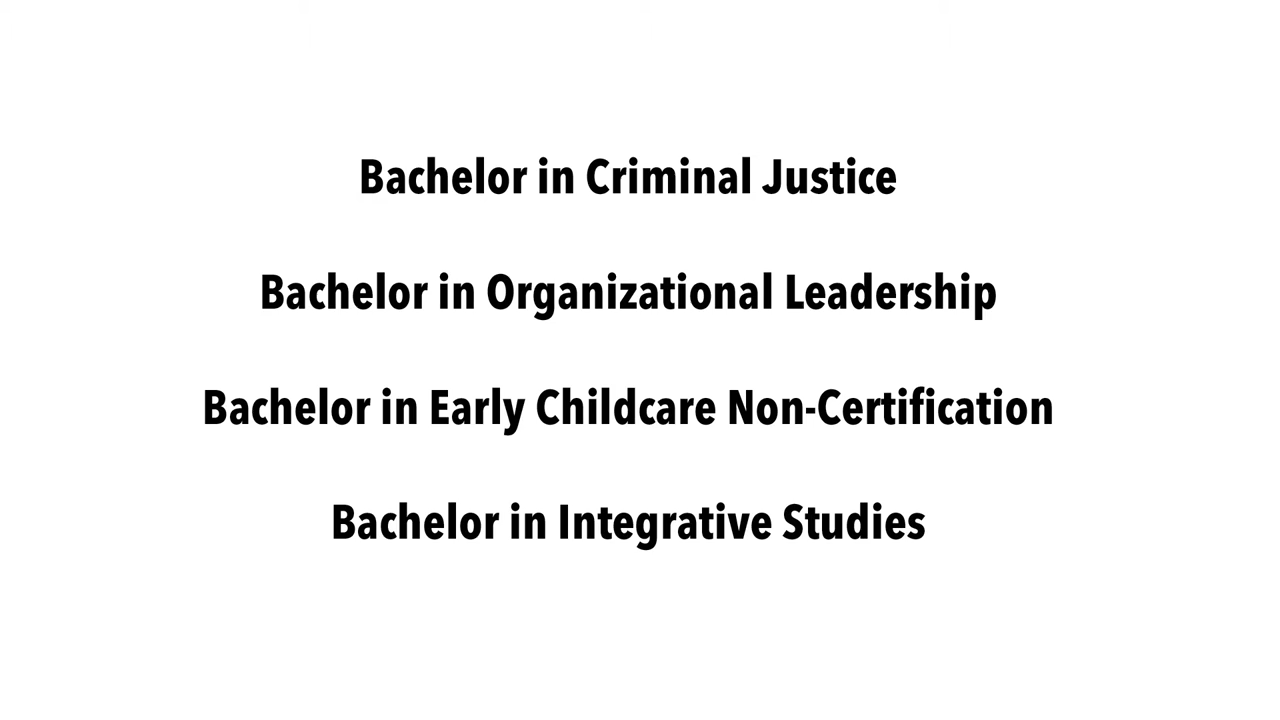 Bachelor in Criminal Justice
Bachelor in Organizational Leadership
Bachelor in Early Childcare Non-Certification
Bachelor in Integrative Studies